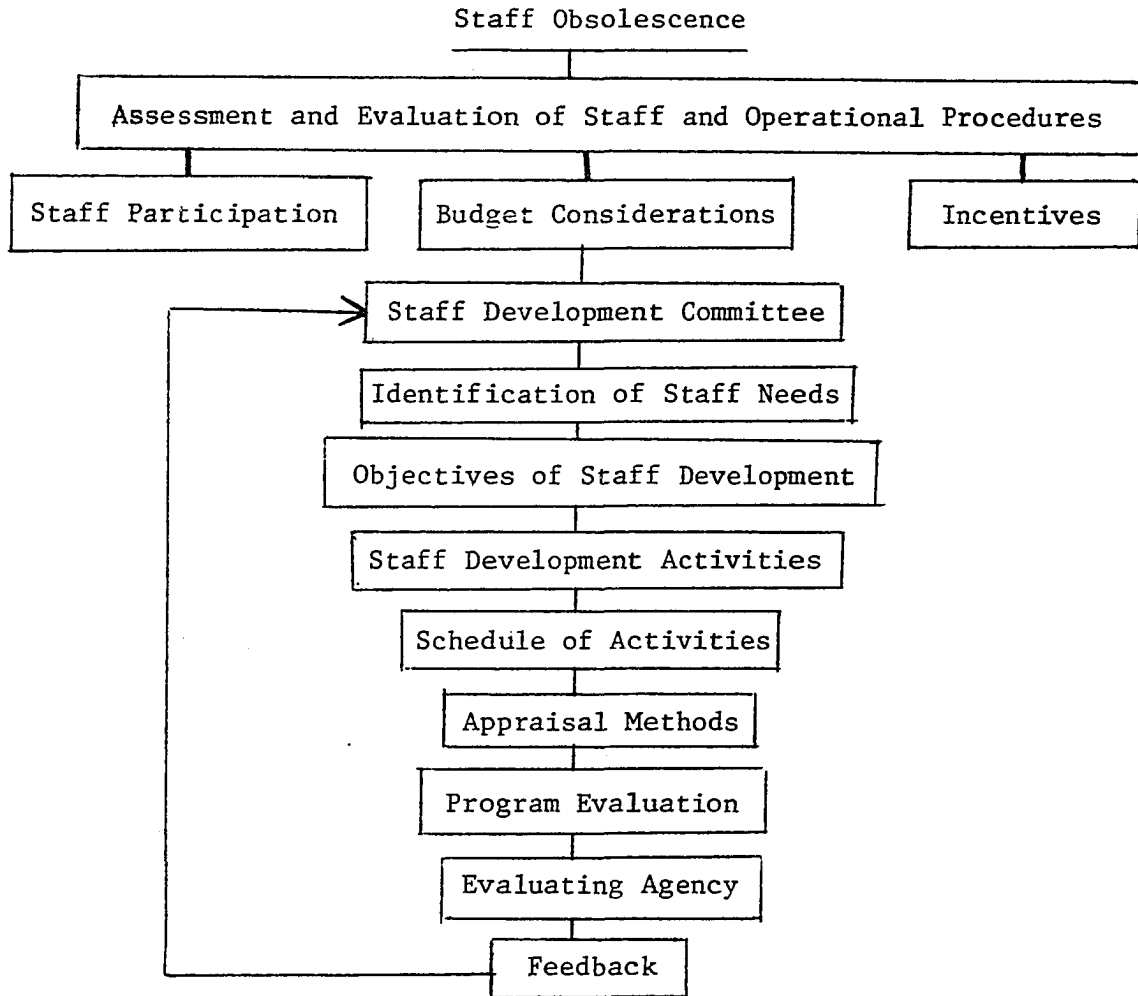 Staff Obsolescence
Assessment and Evaluation of Staff and Operational Procedures
Staff Participation
Budget Considerations
Incentives
Staff Development Committee
Identification of Staff Needs
Objectives of Staff Development
Staff Development Activities
Schedule of Activities
Appraisal Methods
Program Evaluation
Evaluating Agency
Feedback